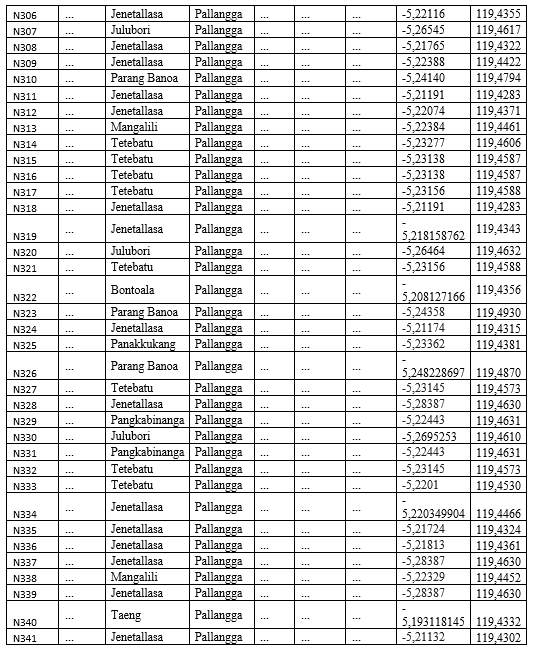 N306 ... Jenetallasa Pallangga ... ... ... -5,22116 119,4355
N307 ... Julubori Pallangga ... ... ... -5,26545 119,4617
N308 ... Jenetallasa Pallangga ... ... ... -5,21765 119,4322
N309 ... Jenetallasa Pallangga ... ... ... -5,22388 119,4422
N310 ... Parang Banoa Pallangga ... ... ... -5,24140 119,4794
N311 ... Jenetallasa Pallangga ... ... ... -5,21191 119,4283
N312 ... Jenetallasa Pallangga ... ... ... -5,22074 119,4371
N313 ... Mangalili Pallangga ... ... ... -5,22384 119,4461
N314 ... Tetebatu Pallangga ... ... ... -5,23277 119,4606
N315 ... Tetebatu Pallangga ... ... ... -5,23138 119,4587
N316 ... Tetebatu Pallangga ... ... ... -5,23138 119,4587
N317 ... Tetebatu Pallangga ... ... ... -5,23156 119,4588
N318 ... Jenetallasa Pallangga ... ... ... -5,21191 119,4283
N319 ... Jenetallasa Pallangga ... ... ... -
5,218158762 119,4343
N320 ... Julubori Pallangga ... ... ... -5,26464 119,4632
N321 ... Tetebatu Pallangga ... ... ... -5,23156 119,4588
N322 ... Bontoala Pallangga ... ... ... -
5,208127166 119,4356
N323 ... Parang Banoa Pallangga ... ... ... -5,24358 119,4930
N324 ... Jenetallasa Pallangga ... ... ... -5,21174 119,4315
N325 ... Panakkukang Pallangga ... ... ... -5,23362 119,4381
N326 ... Parang Banoa Pallangga ... ... ... -
5,248228697 119,4870
N327 ... Tetebatu Pallangga ... ... ... -5,23145 119,4573
N328 ... Jenetallasa Pallangga ... ... ... -5,28387 119,4630
N329 ... Pangkabinanga Pallangga ... ... ... -5,22443 119,4631
N330 ... Julubori Pallangga ... ... ... -5,2695253 119,4610
N331 ... Pangkabinanga Pallangga ... ... ... -5,22443 119,4631
N332 ... Tetebatu Pallangga ... ... ... -5,23145 119,4573
N333 ... Tetebatu Pallangga ... ... ... -5,2201 119,4530
N334 ... Jenetallasa Pallangga ... ... ... -
5,220349904 119,4466
N335 ... Jenetallasa Pallangga ... ... ... -5,21724 119,4324
N336 ... Jenetallasa Pallangga ... ... ... -5,21813 119,4361
N337 ... Jenetallasa Pallangga ... ... ... -5,28387 119,4630
N338 ... Mangalili Pallangga ... ... ... -5,22329 119,4452
N339 ... Jenetallasa Pallangga ... ... ... -5,28387 119,4630
N340 ... Taeng Pallangga ... ... ... -
5,193118145 119,4332
N341 ... Jenetallasa Pallangga ... ... ... -5,21132 119,4302